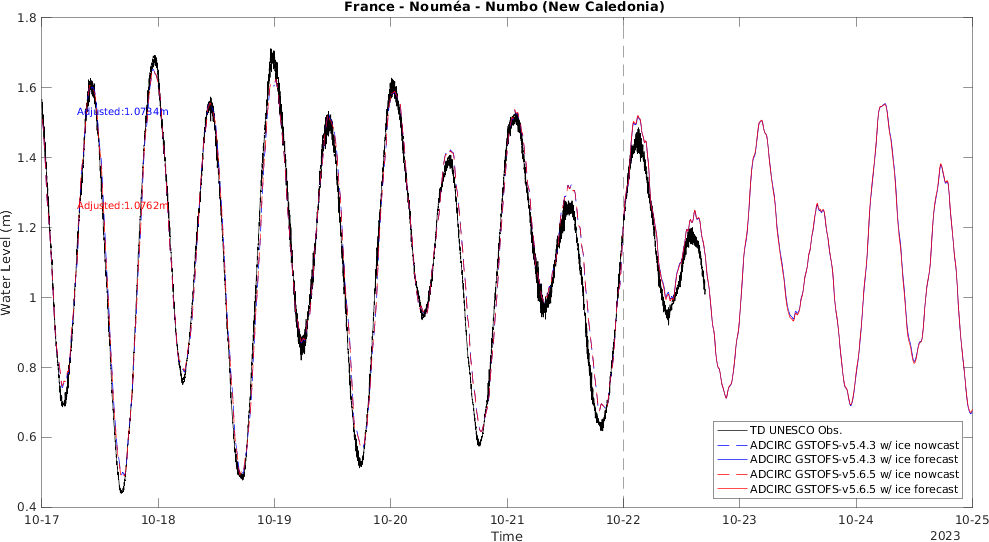 France - Nouméa - Numbo (New Caledonia)
1.8
1.6
1.4
1.2
1
0.8
0.6
0.4
Water Level (m)
Adjusted:1.0734m
Adjusted:1.0762m
TD UNESCO Obs.
ADCIRC GSTOFS-v5.4.3 w/ ice nowcast
ADCIRC GSTOFS-v5.4.3 w/ ice forecast
ADCIRC GSTOFS-v5.6.5 w/ ice nowcast
ADCIRC GSTOFS-v5.6.5 w/ ice forecast
10-17 10-18 10-19 10-20 10-21 10-22 10-23 10-24 10-25
Time
2023